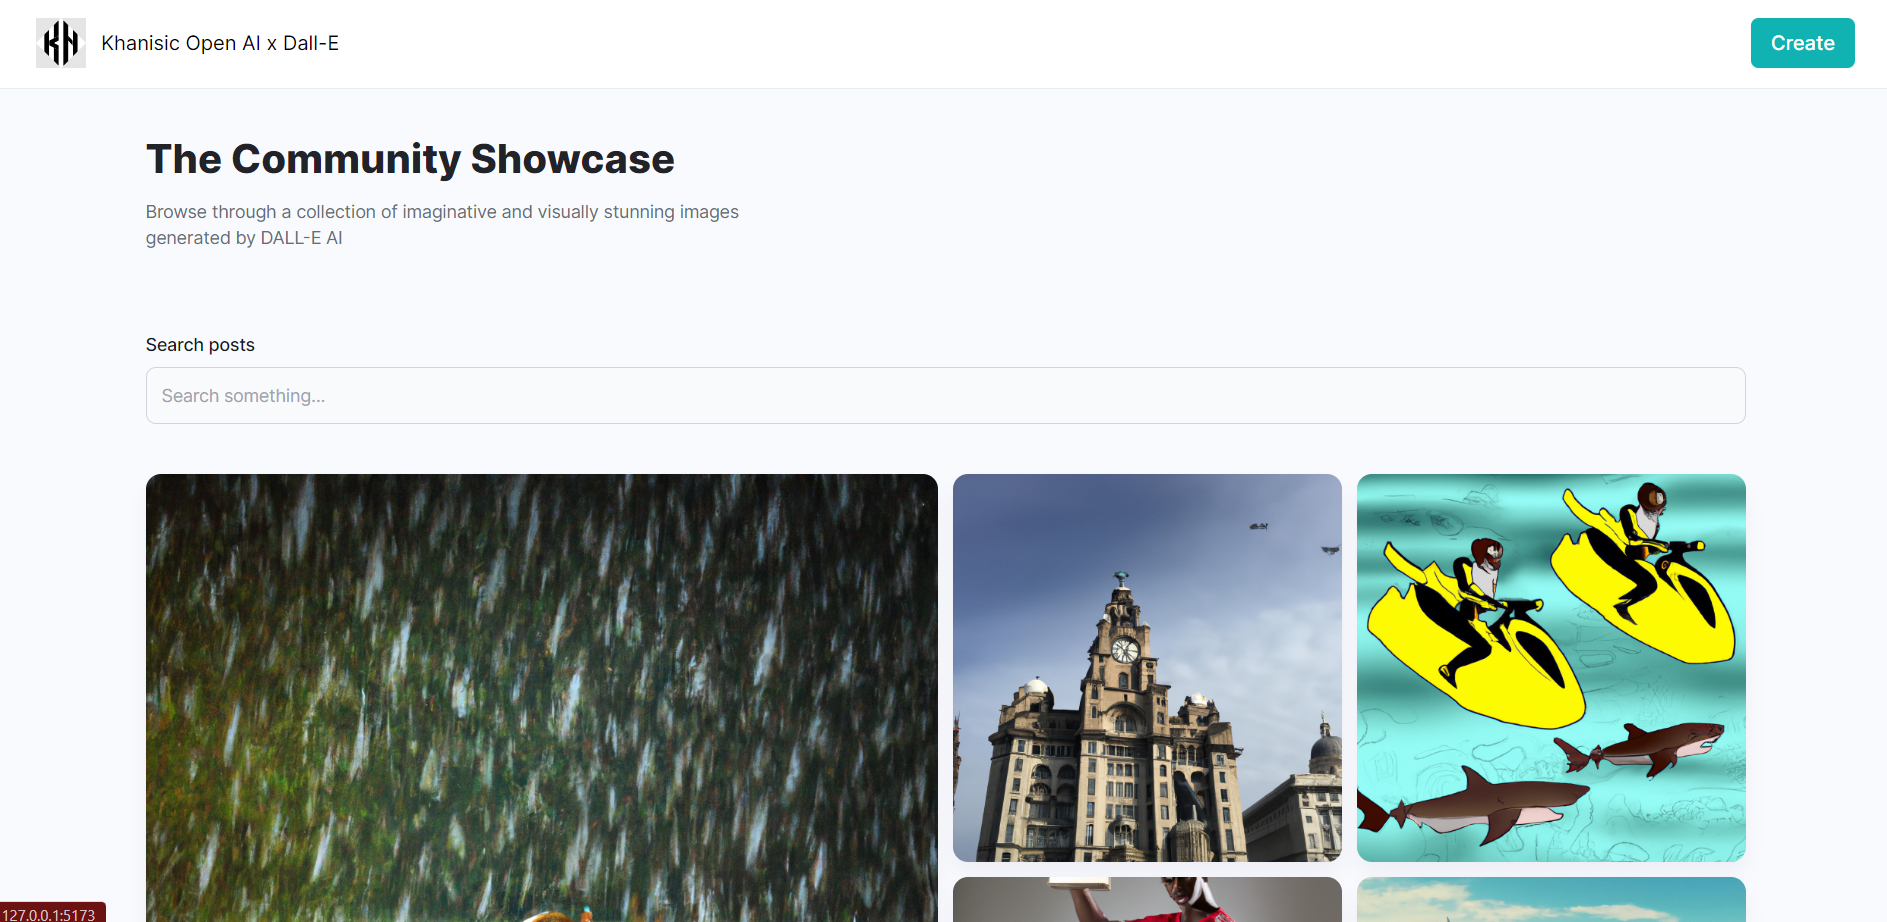 KH
Khanisic Open AI x Dall-E
Create
The Community Showcase
Browse through a collection of imaginative and visually stunning images
generated by DALL-E AI
Search posts
Search something...
127.0.0.1:5173